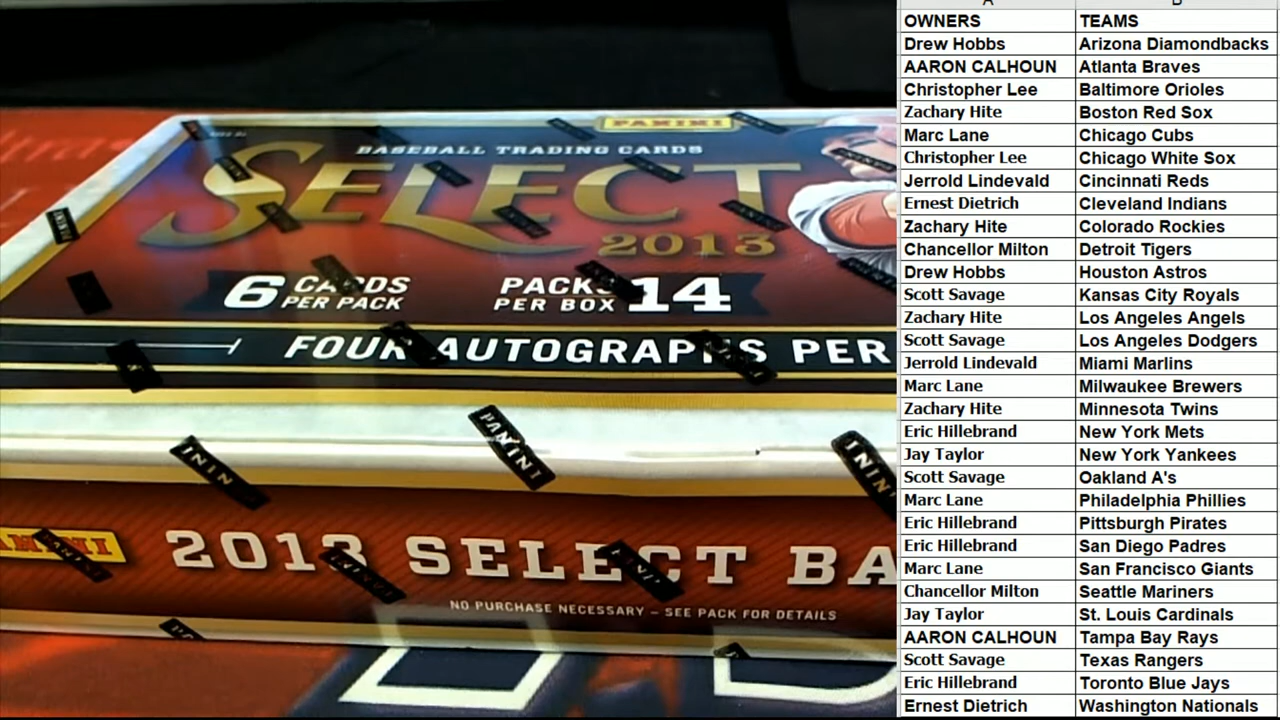 PANINI
BASEBALL TRADING CARDS
SELECT
2013
6 CARDS PER PACK
PACKS PER BOX 14
FOUR AUTOGRAPHS PER
PANINI
2013 SELECT BA
NO PURCHASE NECESSARY – SEE PACK FOR DETAILS
PANINI
A B
OWNERS TEAMS
Drew Hobbs Arizona Diamondbacks
AARON CALHOUN Atlanta Braves
Christopher Lee Baltimore Orioles
Zachary Hite Boston Red Sox
Marc Lane Chicago Cubs
Christopher Lee Chicago White Sox
Jerrold Lindevald Cincinnati Reds
Ernest Dietrich Cleveland Indians
Zachary Hite Colorado Rockies
Chancellor Milton Detroit Tigers
Drew Hobbs Houston Astros
Scott Savage Kansas City Royals
Zachary Hite Los Angeles Angels
Scott Savage Los Angeles Dodgers
Jerrold Lindevald Miami Marlins
Marc Lane Milwaukee Brewers
Zachary Hite Minnesota Twins
Eric Hillebrand New York Mets
Jay Taylor New York Yankees
Scott Savage Oakland A's
Marc Lane Philadelphia Phillies
Eric Hillebrand Pittsburgh Pirates
Eric Hillebrand San Diego Padres
Marc Lane San Francisco Giants
Chancellor Milton Seattle Mariners
Jay Taylor St. Louis Cardinals
AARON CALHOUN Tampa Bay Rays
Scott Savage Texas Rangers
Eric Hillebrand Toronto Blue Jays
Ernest Dietrich Washington Nationals